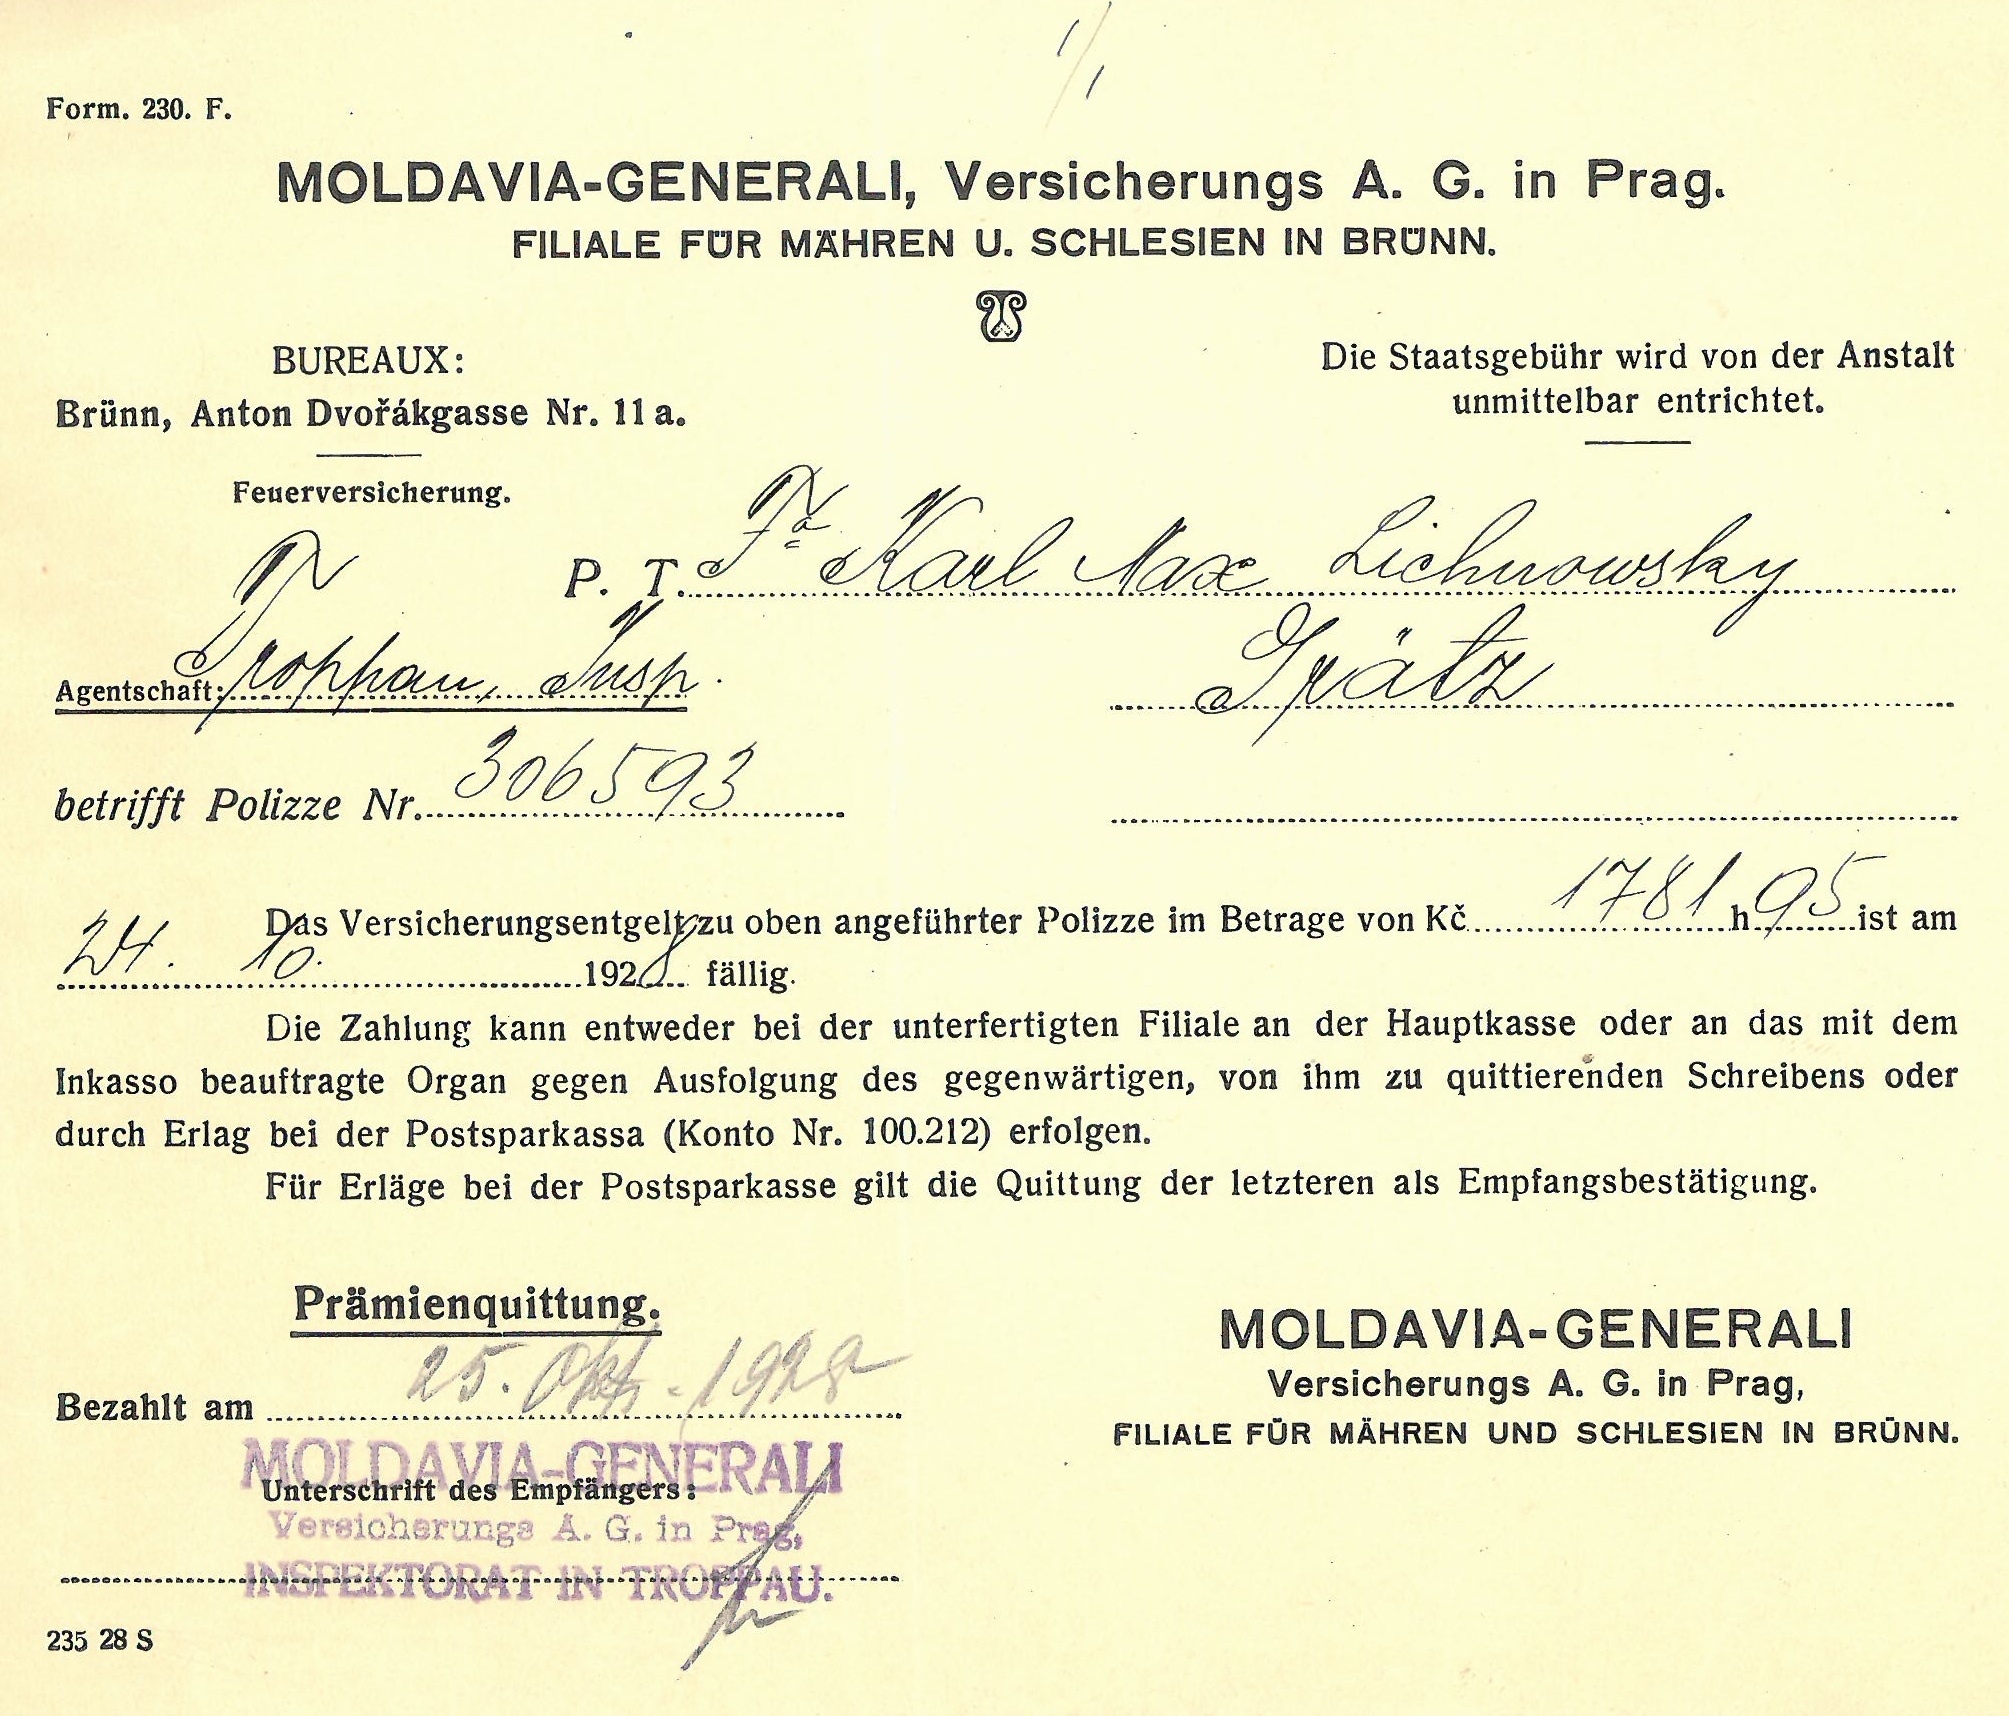 1/1
Form. 230. F.
MOLDAVIA-GENERALI, Versicherungs A. G. in Prag.
FILIALE FÜR MÄHREN U. SCHLESIEN IN BRÜNN.
BUREAUX:
Brünn, Anton Dvořákgasse Nr. 11a.
Die Staatsgebühr wird von der Anstalt
unmittelbar entrichtet.
Feuerversicherung.
P. T. Fa Karl Max Lichnowsky
Agentschaft: Troppau, Insp.
Grätz
betrifft Polizze Nr. 306593
Das Versicherungsentgelt zu oben angeführter Polizze im Betrage von Kč 1781 h 95 ist am
24. 10. 1928 fällig.
Die Zahlung kann entweder bei der unterfertigten Filiale an der Hauptkasse oder an das mit dem
Inkasso beauftragte Organ gegen Ausfolgung des gegenwärtigen, von ihm zu quittierenden Schreibens oder
durch Erlag bei der Postsparkassa (Konto Nr. 100.212) erfolgen.
Für Erläge bei der Postsparkasse gilt die Quittung der letzteren als Empfangsbestätigung.
Prämienquittung.
Bezahlt am 25. Okt. 1928
MOLDAVIA-GENERALI
Unterschrift des Empfängers:
Versicherungs A. G. in Prag,
INSPEKTORAT IN TROPPAU.
MOLDAVIA-GENERALI
Versicherungs A. G. in Prag,
FILIALE FÜR MÄHREN UND SCHLESIEN IN BRÜNN.
235 28 S